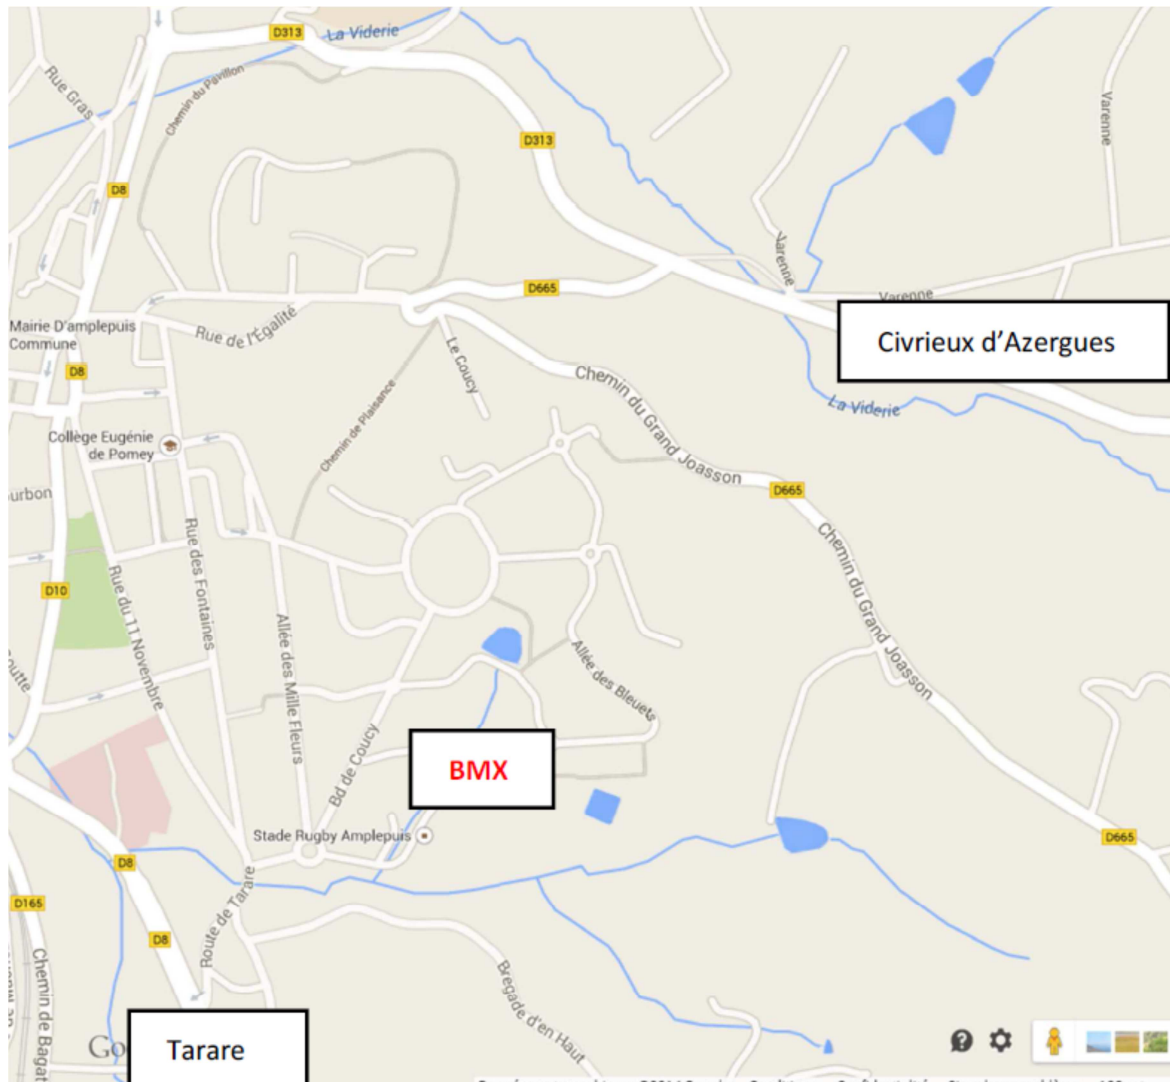 D313
La Viderie
Rue Gras
Chemin du Pavillon
D313
Varenne
D8
Varenne
D665
Varenne
Mairie D'amplepuis
Commune
Rue de l'Égalité
Civrieux d'Azergues
D8
Le Coucy
Chemin du Grand Joasson
La Viderie
Chemin de Plaisance
Collège Eugénie
de Pomey
D665
Rue des Fontaines
Chemin du Grand Joasson
D10
Rue du 11 Novembre
Allée des Mille Fleurs
Allée des Bleuets
Bd de Coucy
BMX
Stade Rugby Amplepuis
D665
D8
D165
Route de Tarare
D8
Chemin de Bagat
Bregade d'en Haut
Go
Tarare